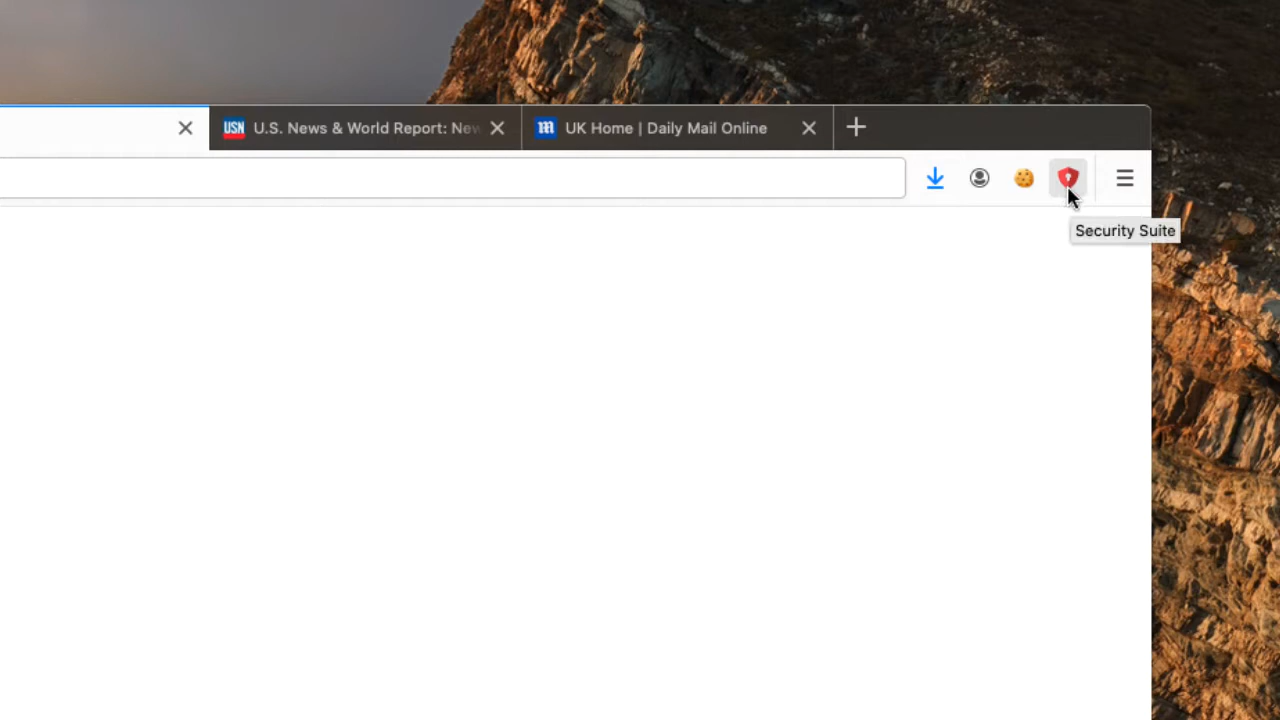 USN U.S. News & World Report: New
m UK Home | Daily Mail Online
Security Suite